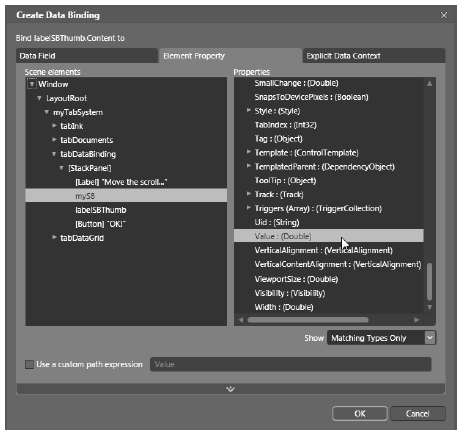 Create Data Binding
Bind labelSBThumb.Content to
Data Field
Element Property
Explicit Data Context
Scene elements
Window
LayoutRoot
myTabSystem
tabInk
tabDocuments
tabDataBinding
[StackPanel]
[Label] "Move the scroll..."
mySB
labelSBThumb
[Button] "OK!"
tabDataGrid
Properties
SmallChange : (Double)
SnapsToDevicePixels : (Boolean)
Style : (Style)
TabIndex : (Int32)
Tag : (Object)
Template : (ControlTemplate)
TemplatedParent : (DependencyObject)
ToolTip : (Object)
Track : (Track)
Triggers (Array) : (TriggerCollection)
Uid : (String)
Value : (Double)
VerticalAlignment : (VerticalAlignment)
VerticalContentAlignment : (VerticalAlignment)
ViewportSize : (Double)
Visibility : (Visibility)
Width : (Double)
Show Matching Types Only
Use a custom path expression Value
OK
Cancel